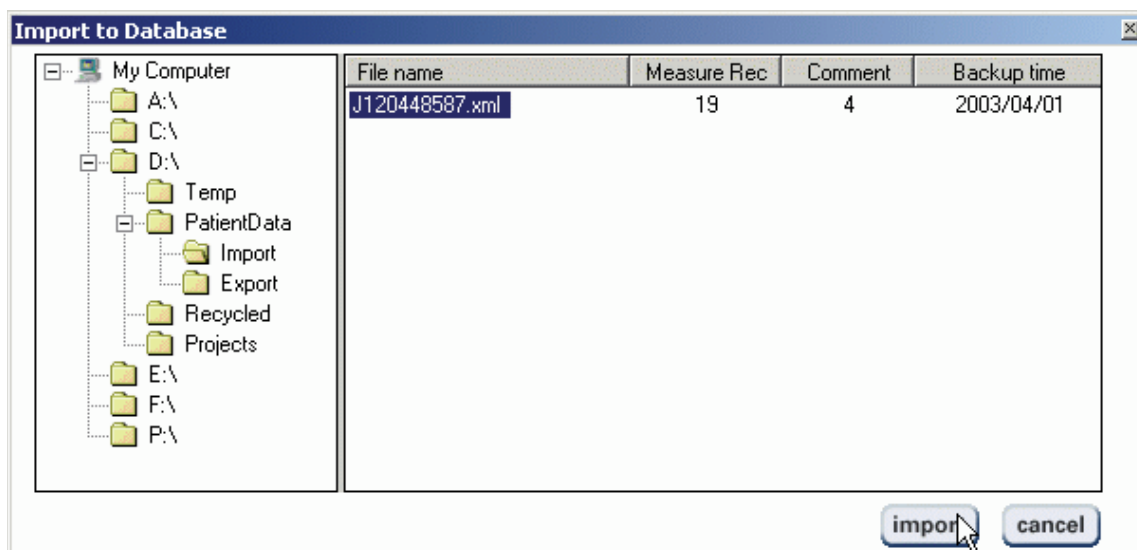 Import to Database
My Computer
A:\
C:\
D:\
Temp
PatientData
Import
Export
Recycled
Projects
E:\
F:\
P:\
File name Measure Rec Comment Backup time
J120448587.xml 19 4 2003/04/01
import cancel